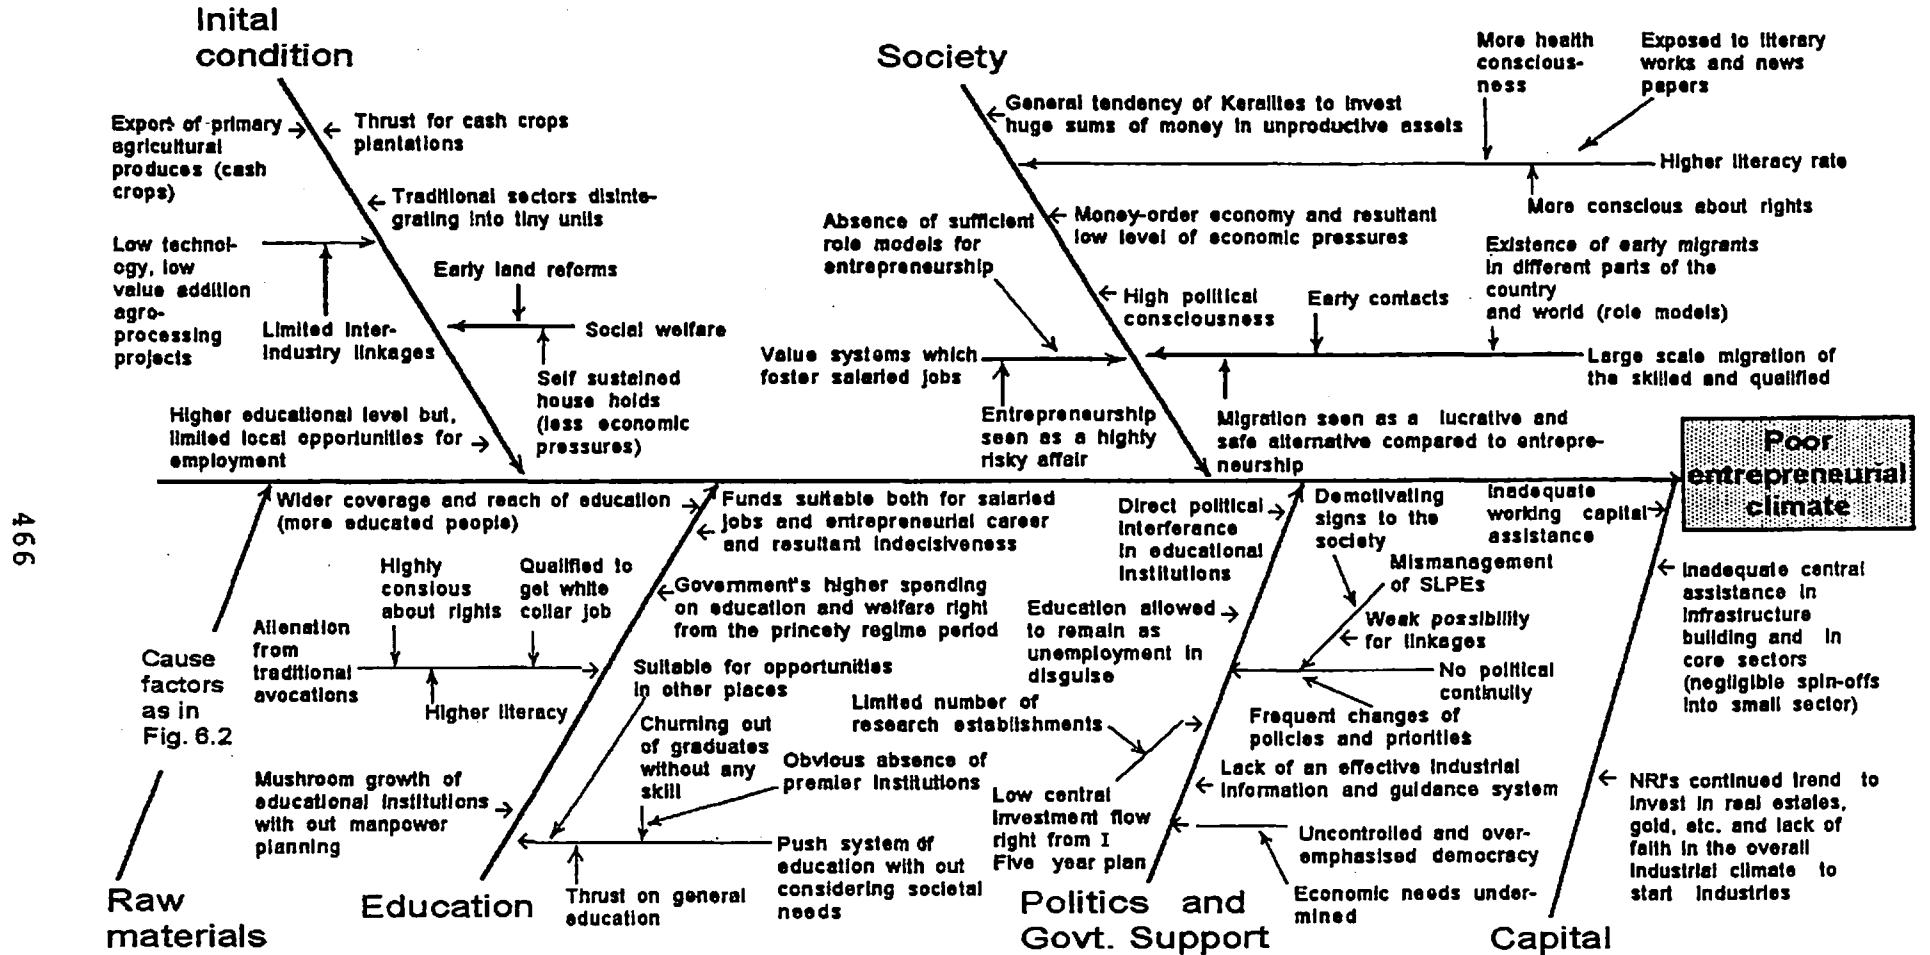 Inital
condition
Export of primary
agricultural
produces (cash
crops)
Thrust for cash crops
plantations
Traditional sectors disinte-
grating into tiny units
Low technol-
ogy, low
value addition
agro-
processing
projects
Limited inter-
industry linkages
Early land reforms
Social welfare
Self sustained
house holds
(less economic
pressures)
Higher educational level but,
limited local opportunities for
employment
Society
General tendency of Keralites to invest
huge sums of money in unproductive assets
More health
conscious-
ness
Exposed to literary
works and news
papers
Higher literacy rate
More conscious about rights
Money-order economy and resultant
low level of economic pressures
Absence of sufficient
role models for
entrepreneurship
High political
consciousness
Early contacts
Existence of early migrants
in different parts of the
country
and world (role models)
Value systems which
foster salaried jobs
Large scale migration of
the skilled and qualified
Entrepreneurship
seen as a highly
risky affair
Migration seen as a lucrative and
safe alternative compared to entrepre-
neurship
Poor
entrepreneurial
climate
466
Cause
factors
as in
Fig. 6.2
Raw
materials
Wider coverage and reach of education
(more educated people)
Funds suitable both for salaried
jobs and entrepreneurial career
and resultant indecisiveness
Highly
consious
about rights
Qualified to
get white
collar job
Government's higher spending
on education and welfare right
from the princely regime period
Alienation
from
traditional
avocations
Higher literacy
Suitable for opportunities
in other places
Churning out
of graduates
without any
skill
Obvious absence of
premier institutions
Mushroom growth of
educational institutions
with out manpower
planning
Push system of
education with out
considering societal
needs
Thrust on general
education
Education
Direct political
interferance
in educational
institutions
Demotivating
signs to the
society
Mismanagement
of SLPEs
Education allowed
to remain as
unemployment in
disguise
Weak possibility
for linkages
No political
continuity
Limited number of
research establishments
Frequent changes of
policies and priorities
Low central
investment flow
right from I
Five year plan
Lack of an effective industrial
information and guidance system
Uncontrolled and over-
emphasised democracy
Economic needs under-
mined
Politics and
Govt. Support
Inadequate
working capital
assistance
Inadequate central
assistance in
infrastructure
building and in
core sectors
(negligible spin-offs
into small sector)
NRI's continued trend to
invest in real estates,
gold, etc. and lack of
faith in the overall
industrial climate to
start industries
Capital